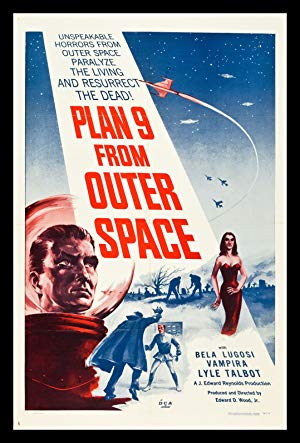 UNSPEAKABLE
HORRORS FROM
OUTER SPACE
PARALYZE
THE LIVING
AND RESURRECT
THE DEAD!
PLAN 9
FROM
OUTER
SPACE
with
BELA LUGOSI
VAMPIRA
LYLE TALBOT
A J. Edward Reynolds Production
Produced and Directed by
Edward D. Wood, Jr.
DCA